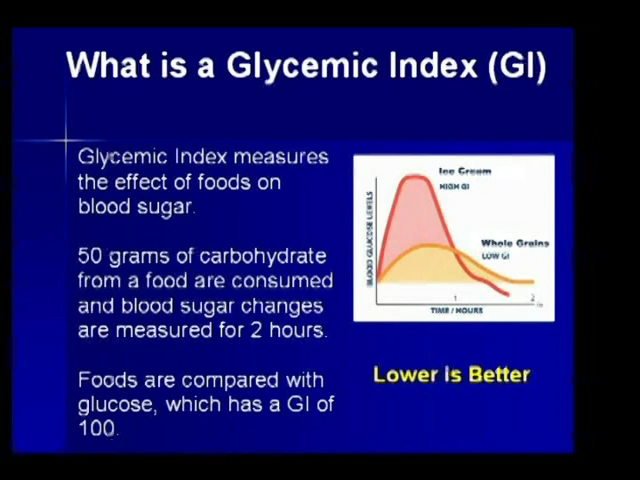 What is a Glycemic Index (GI)
Glycemic Index measures
the effect of foods on
blood sugar.
50 grams of carbohydrate
from a food are consumed
and blood sugar changes
are measured for 2 hours.
Foods are compared with
glucose, which has a GI of
100.
Ice Cream
HIGH GI
Whole Grains
LOW GI
BLOOD GLUCOSE LEVELS
1
2
TIME / HOURS
Lower is Better